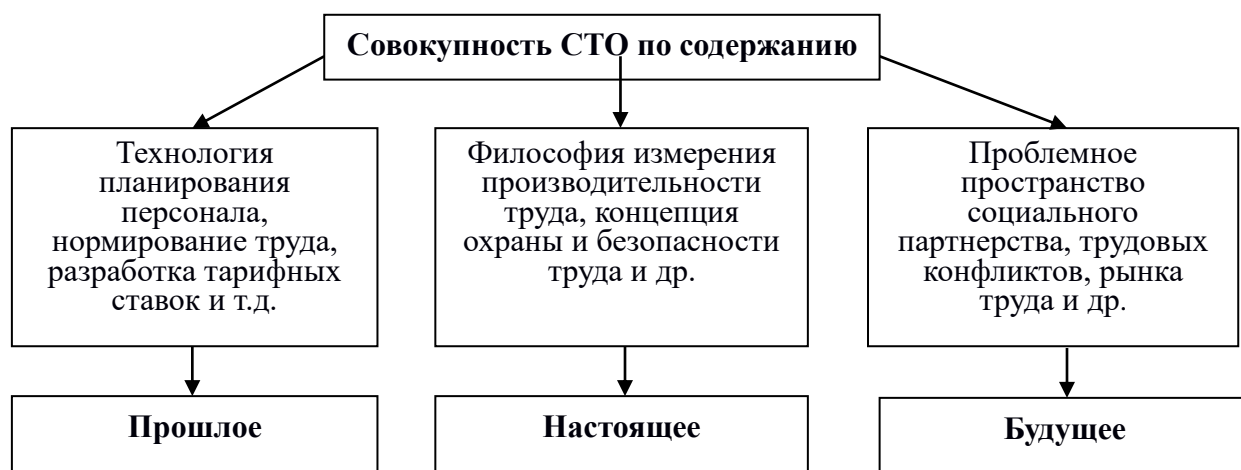 Совокупность СТО по содержанию
Технология
планирования
персонала,
нормирование труда,
разработка тарифных
ставок и т.д.
Философия измерения
производительности
труда, концепция
охраны и безопасности
труда и др.
Проблемное
пространство
социального
партнерства, трудовых
конфликтов, рынка
труда и др.
Прошлое
Настоящее
Будущее